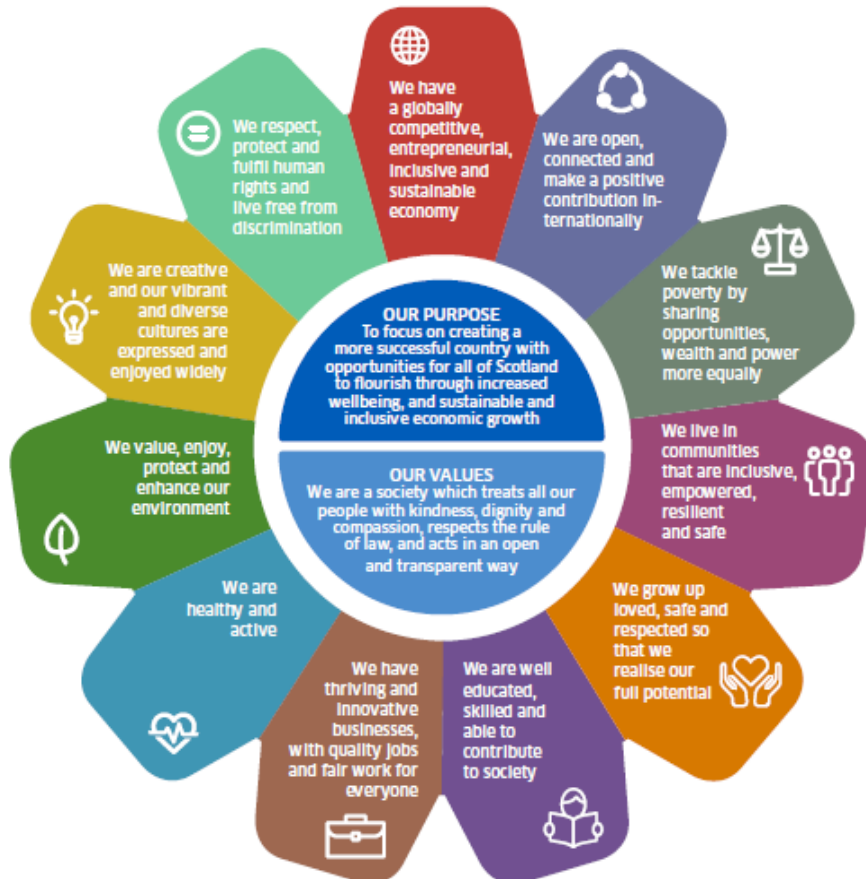 We have
a globally
competitive,
entrepreneurial,
inclusive and
sustainable
economy
We are open,
connected and
make a positive
contribution in-
ternationally
We tackle
poverty by
sharing
opportunities,
wealth and power
more equally
We live in
communities
that are inclusive,
empowered,
resilient
and safe
We grow up
loved, safe and
respected so
that we
realise our
full potential
We are well
educated,
skilled and
able to
contribute
to society
We have
thriving and
innovative
businesses,
with quality jobs
and fair work for
everyone
We are
healthy and
active
We value, enjoy,
protect and
enhance our
environment
We are creative
and our vibrant
and diverse
cultures are
expressed and
enjoyed widely
We respect,
protect and
fulfil human
rights and
live free from
discrimination
OUR PURPOSE
To focus on creating a
more successful country with
opportunities for all of Scotland
to flourish through increased
wellbeing, and sustainable and
inclusive economic growth
OUR VALUES
We are a society which treats all our
people with kindness, dignity and
compassion, respects the rule
of law, and acts in an open
and transparent way